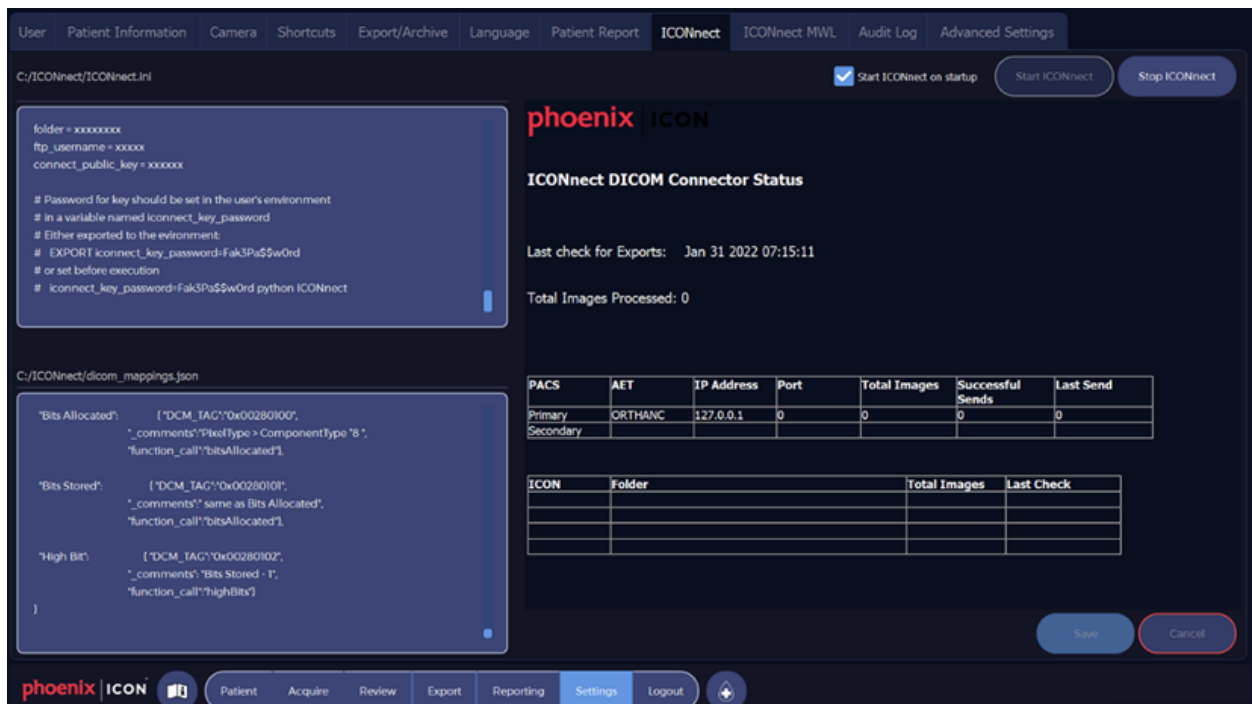 User Patient Information Camera Shortcuts Export/Archive Language Patient Report ICONnect ICONnect MWL Audit Log Advanced Settings
C:/ICONnect/ICONnect.ini
Start ICONnect on startup
Start ICONnect
Stop ICONnect
folder = xxxxxxxx
ftp_username = xxxxx
connect_public_key = xxxxxx
# Password for key should be set in the user's environment
# in a variable named iconnect_key_password
# Either exported to the evironment:
# EXPORT iconnect_key_password=Fak3Pa$$w0rd
# or set before execution
# iconnect_key_password=Fak3Pa$$w0rd python ICONnect
C:/ICONnect/dicom_mappings.json
"Bits Allocated": { "DCM_TAG":"0x00280100",
"_comments":"PixelType > ComponentType "8 ",
"function_call":"bitsAllocated"},
"Bits Stored": { "DCM_TAG":"0x00280101",
"_comments":" same as Bits Allocated",
"function_call":"bitsAllocated"},
"High Bit": { "DCM_TAG":"0x00280102",
"_comments": "Bits Stored - 1",
"function_call":"highBits"}
}
phoenix ICON
ICONnect DICOM Connector Status
Last check for Exports: Jan 31 2022 07:15:11
Total Images Processed: 0
PACS AET IP Address Port Total Images Successful Sends Last Send
Primary ORTHANC 127.0.0.1 0 0 0 0
Secondary
ICON Folder Total Images Last Check
Save
Cancel
phoenix ICON
Patient Acquire Review Export Reporting Settings Logout